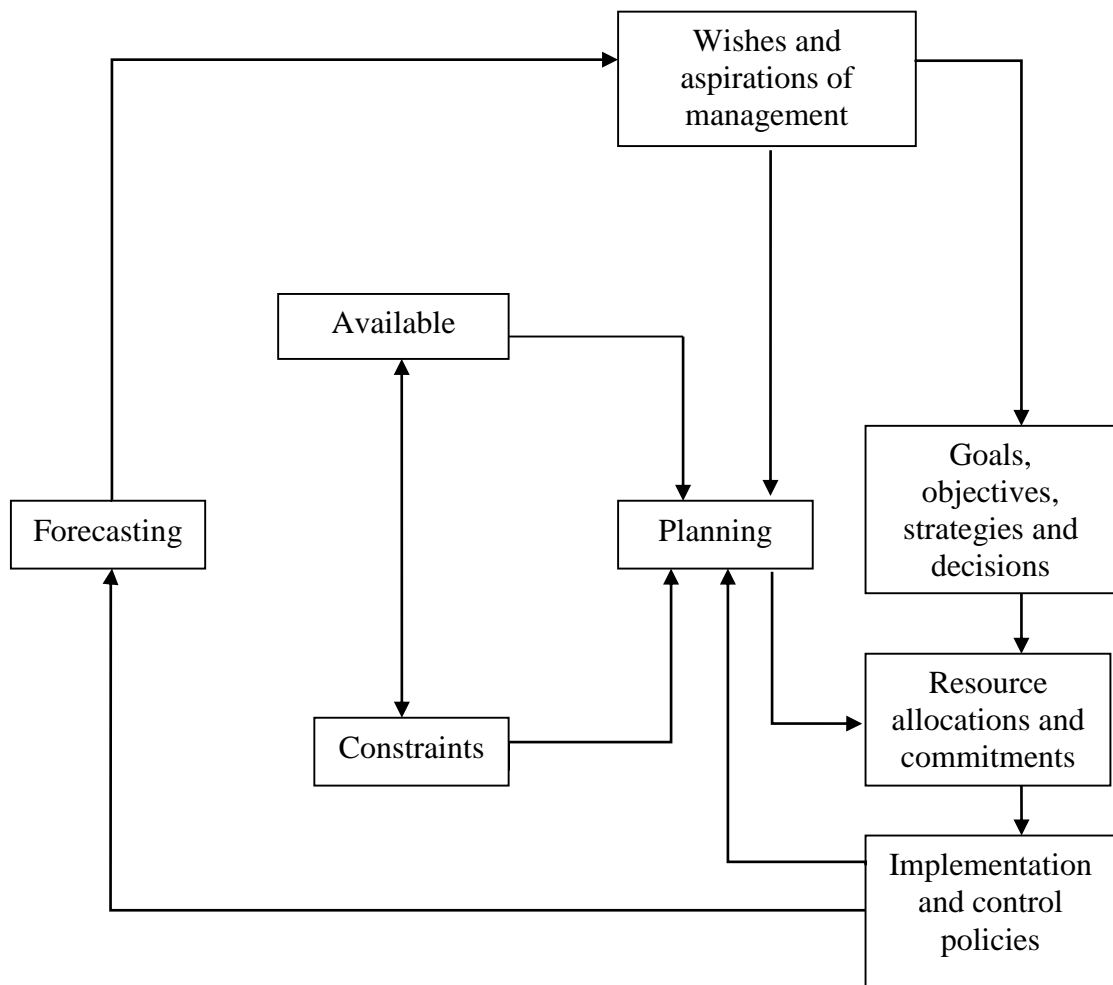 Wishes and
aspirations of
management
Available
Forecasting
Planning
Goals,
objectives,
strategies and
decisions
Constraints
Resource
allocations and
commitments
Implementation
and control
policies